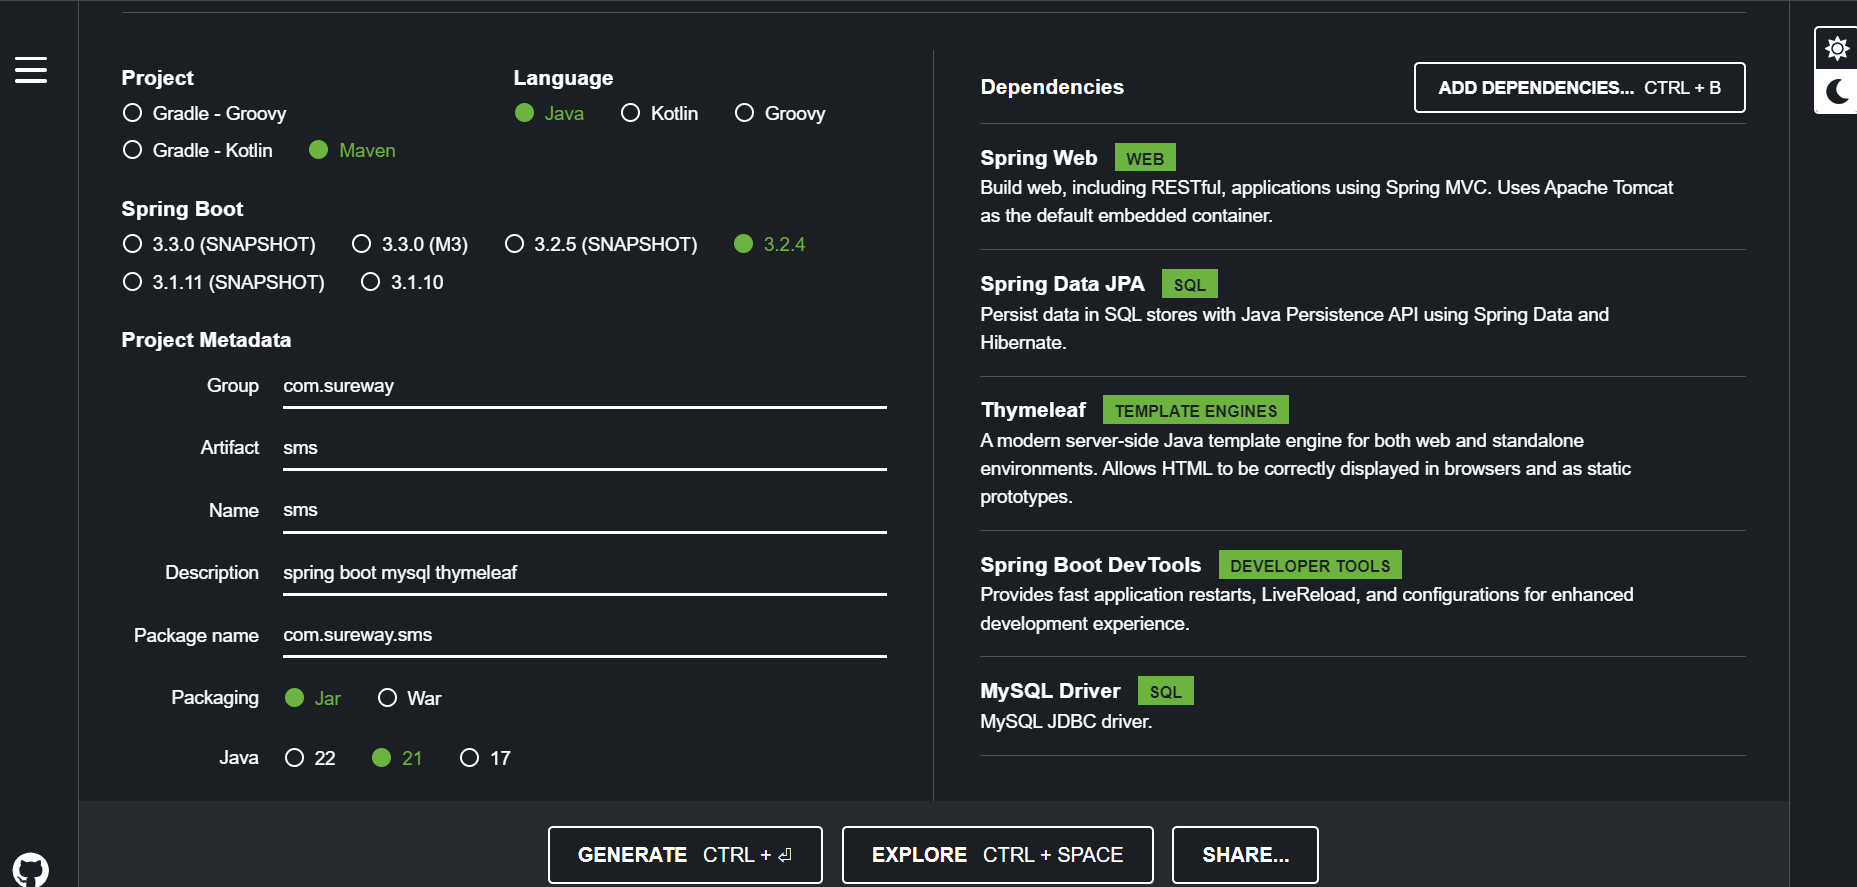 Project
Gradle - Groovy
Gradle - Kotlin Maven
Language
Java Kotlin Groovy
Spring Boot
3.3.0 (SNAPSHOT) 3.3.0 (M3) 3.2.5 (SNAPSHOT) 3.2.4
3.1.11 (SNAPSHOT) 3.1.10
Project Metadata
Group com.sureway
Artifact sms
Name sms
Description spring boot mysql thymeleaf
Package name com.sureway.sms
Packaging Jar War
Java 22 21 17
Dependencies ADD DEPENDENCIES... CTRL + B
Spring Web WEB
Build web, including RESTful, applications using Spring MVC. Uses Apache Tomcat
as the default embedded container.
Spring Data JPA SQL
Persist data in SQL stores with Java Persistence API using Spring Data and
Hibernate.
Thymeleaf TEMPLATE ENGINES
A modern server-side Java template engine for both web and standalone
environments. Allows HTML to be correctly displayed in browsers and as static
prototypes.
Spring Boot DevTools DEVELOPER TOOLS
Provides fast application restarts, LiveReload, and configurations for enhanced
development experience.
MySQL Driver SQL
MySQL JDBC driver.
GENERATE CTRL + ⏎ EXPLORE CTRL + SPACE SHARE...